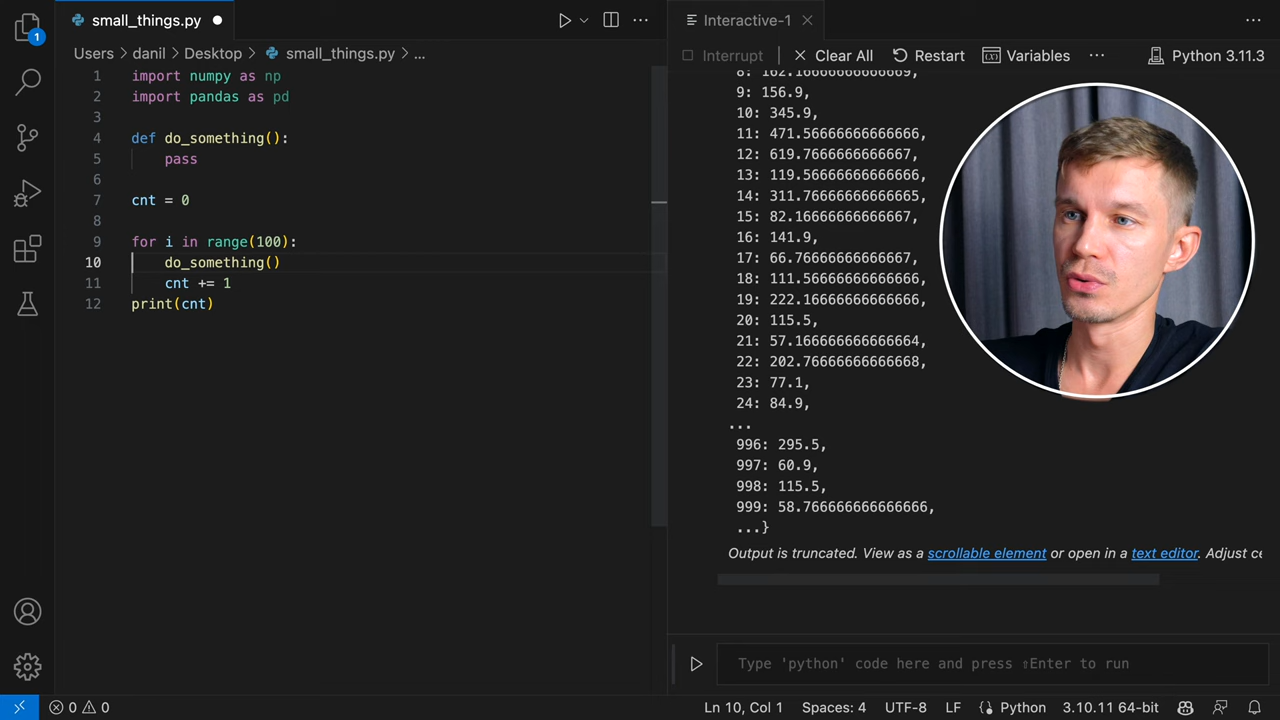 small_things.py
Interactive-1
Users danil Desktop small_things.py ...
Interrupt Clear All Restart Variables ... Python 3.11.3
1
1 import numpy as np
2 import pandas as pd
3
4 def do_something():
5 pass
6
7 cnt = 0
8
9 for i in range(100):
10 do_something()
11 cnt += 1
12 print(cnt)
8: 162.16666666666669,
9: 156.9,
10: 345.9,
11: 471.56666666666666,
12: 619.7666666666667,
13: 119.56666666666666,
14: 311.76666666666665,
15: 82.16666666666667,
16: 141.9,
17: 66.76666666666667,
18: 111.56666666666666,
19: 222.16666666666666,
20: 115.5,
21: 57.166666666666664,
22: 202.76666666666668,
23: 77.1,
24: 84.9,
...
996: 295.5,
997: 60.9,
998: 115.5,
999: 58.766666666666666,
...}
Output is truncated. View as a scrollable element or open in a text editor. Adjust ce
Type 'python' code here and press ⇧Enter to run
0 0 Ln 10, Col 1 Spaces: 4 UTF-8 LF Python 3.10.11 64-bit